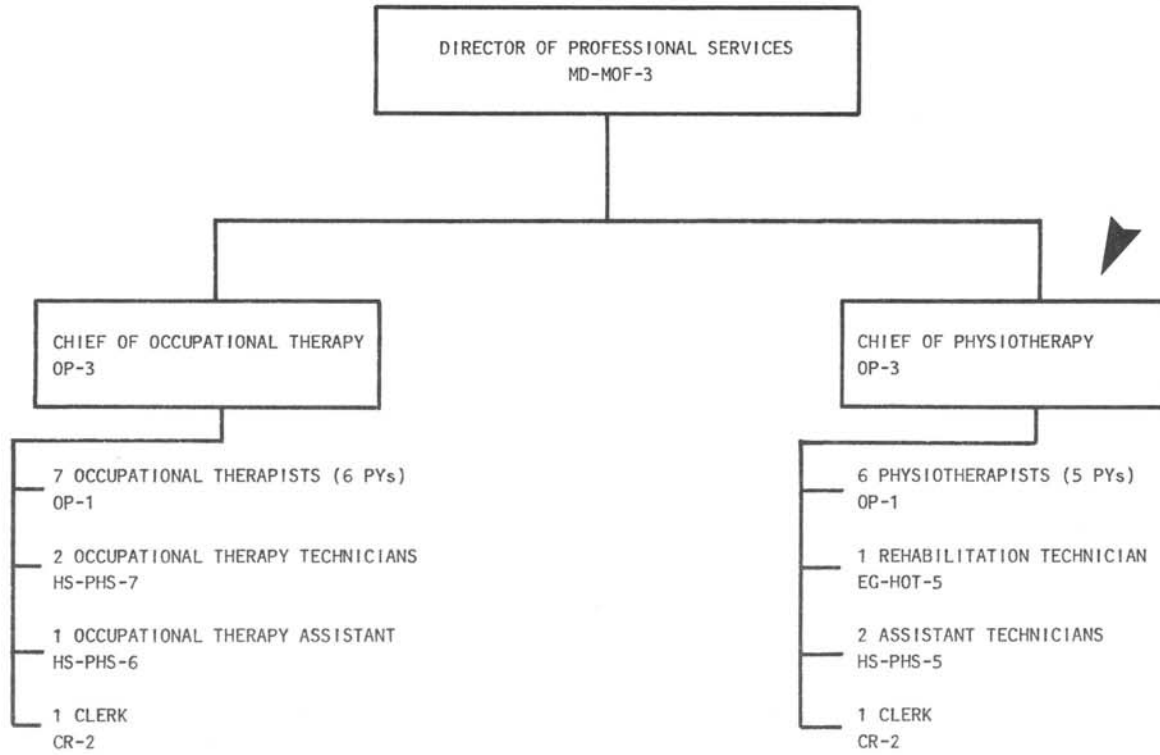 DIRECTOR OF PROFESSIONAL SERVICES
MD-MOF-3
CHIEF OF OCCUPATIONAL THERAPY
OP-3
7 OCCUPATIONAL THERAPISTS (6 PYs)
OP-1
2 OCCUPATIONAL THERAPY TECHNICIANS
HS-PHS-7
1 OCCUPATIONAL THERAPY ASSISTANT
HS-PHS-6
1 CLERK
CR-2
CHIEF OF PHYSIOTHERAPY
OP-3
6 PHYSIOTHERAPISTS (5 PYs)
OP-1
1 REHABILITATION TECHNICIAN
EG-HOT-5
2 ASSISTANT TECHNICIANS
HS-PHS-5
1 CLERK
CR-2